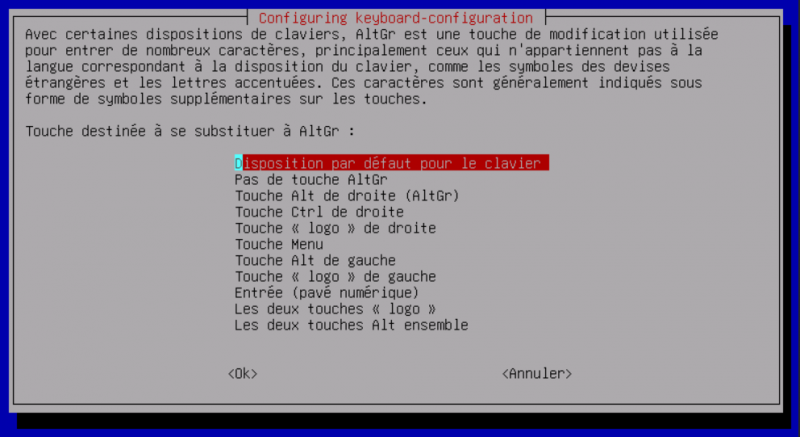 Configuring keyboard-configuration
Avec certaines dispositions de claviers, AltGr est une touche de modification utilisée
pour entrer de nombreux caractères, principalement ceux qui n'appartiennent pas à la
langue correspondant à la disposition du clavier, comme les symboles des devises
étrangères et les lettres accentuées. Ces caractères sont généralement indiqués sous
forme de symboles supplémentaires sur les touches.
Touche destinée à se substituer à AltGr :
Disposition par défaut pour le clavier
Pas de touche AltGr
Touche Alt de droite (AltGr)
Touche Ctrl de droite
Touche « logo » de droite
Touche Menu
Touche Alt de gauche
Touche « logo » de gauche
Entrée (pavé numérique)
Les deux touches « logo »
Les deux touches Alt ensemble
<Ok> <Annuler>